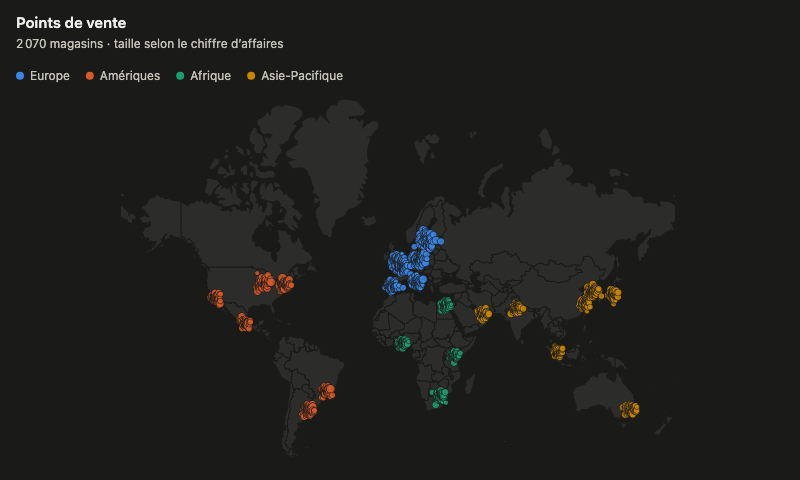 Points de vente
2 070 magasins · taille selon le chiffre d’affaires
Europe Amériques Afrique Asie-Pacifique